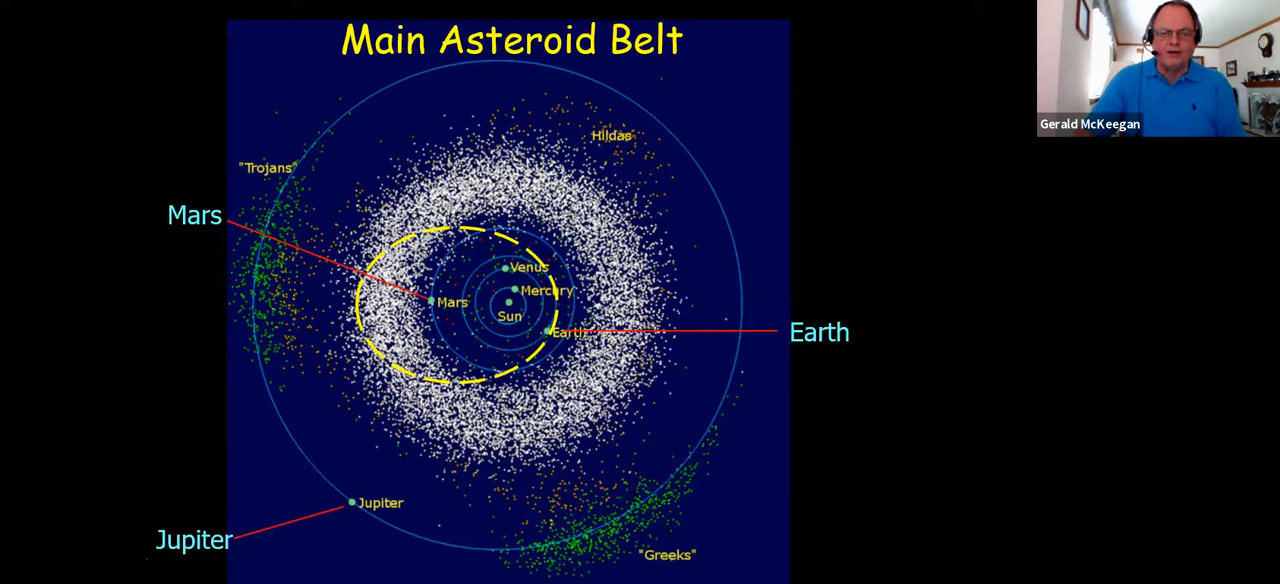 Main Asteroid Belt
Gerald McKeegan
Hildas
"Trojans"
Mars
Venus
Mercury
Mars
Sun
Earth
Earth
Jupiter
Jupiter
"Greeks"